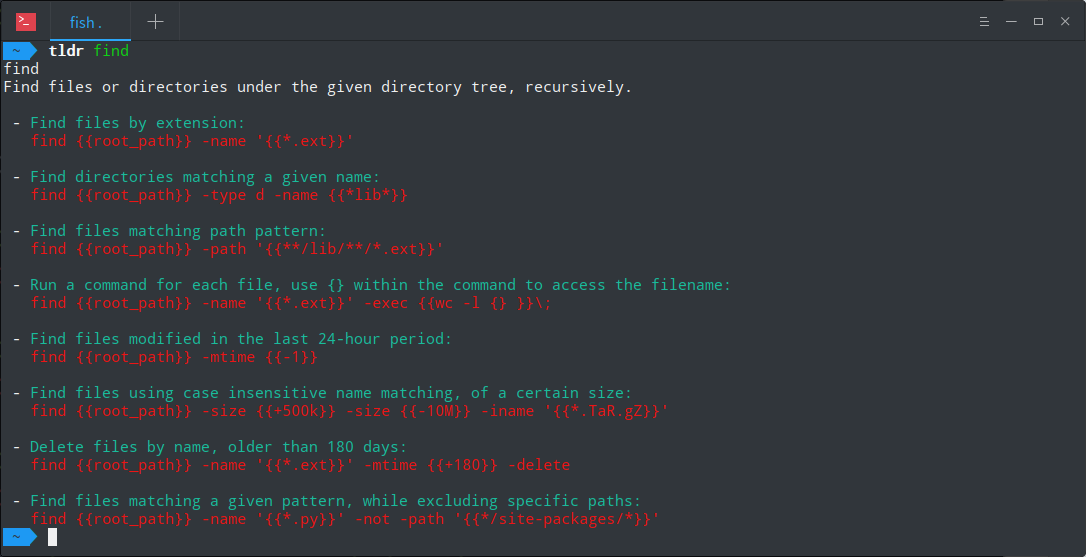 >_ fish .
~ tldr find
find
Find files or directories under the given directory tree, recursively.
- Find files by extension:
find {{root_path}} -name '{{*.ext}}'
- Find directories matching a given name:
find {{root_path}} -type d -name {{*lib*}}
- Find files matching path pattern:
find {{root_path}} -path '{{**/lib/**/*.ext}}'
- Run a command for each file, use {} within the command to access the filename:
find {{root_path}} -name '{{*.ext}}' -exec {{wc -l {} }}\;
- Find files modified in the last 24-hour period:
find {{root_path}} -mtime {{-1}}
- Find files using case insensitive name matching, of a certain size:
find {{root_path}} -size {{+500k}} -size {{-10M}} -iname '{{*.TaR.gZ}}'
- Delete files by name, older than 180 days:
find {{root_path}} -name '{{*.ext}}' -mtime {{+180}} -delete
- Find files matching a given pattern, while excluding specific paths:
find {{root_path}} -name '{{*.py}}' -not -path '{{*/site-packages/*}}'
~